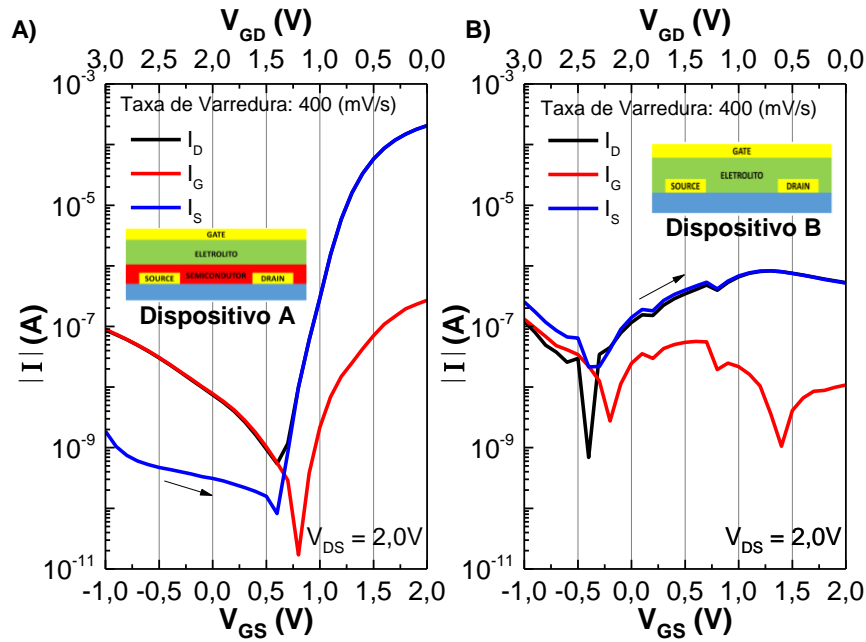 A)
V_GD (V)
3,0 2,5 2,0 1,5 1,0 0,5 0,0
Taxa de Varredura: 400 (mV/s)
I_D
I_G
I_S
GATE
ELETROLITO
SEMICONDUTOR
SOURCE
DRAIN
Dispositivo A
V_DS = 2,0V
10^-3
10^-5
10^-7
10^-9
10^-11
| I | (A)
-1,0 -0,5 0,0 0,5 1,0 1,5 2,0
V_GS (V)
B)
V_GD (V)
3,0 2,5 2,0 1,5 1,0 0,5 0,0
Taxa de Varredura: 400 (mV/s)
I_D
I_G
I_S
GATE
ELETROLITO
SOURCE
DRAIN
Dispositivo B
V_DS = 2,0V
10^-3
10^-5
10^-7
10^-9
10^-11
| I | (A)
-1,0 -0,5 0,0 0,5 1,0 1,5 2,0
V_GS (V)